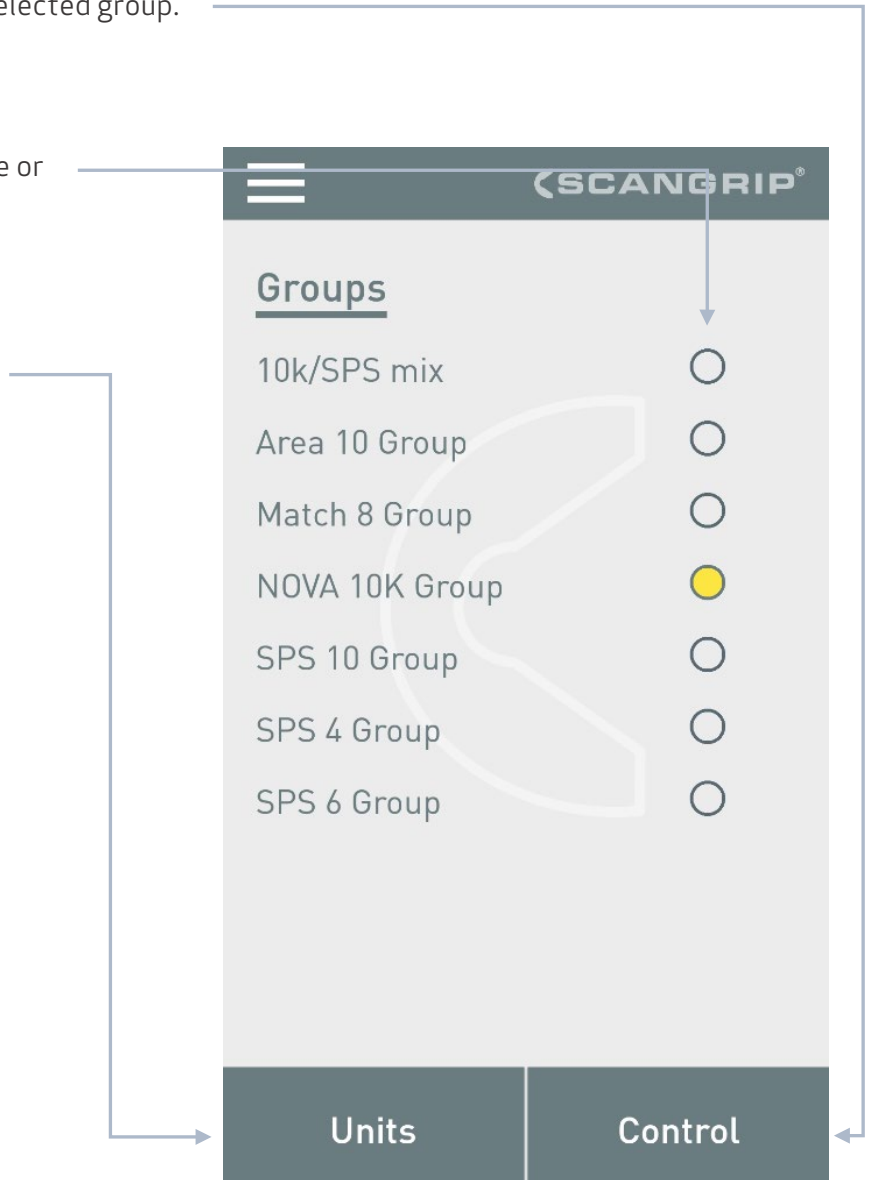 selected group.
e or
SCANGRIP®
Groups
10k/SPS mix
Area 10 Group
Match 8 Group
NOVA 10K Group
SPS 10 Group
SPS 4 Group
SPS 6 Group
Units
Control